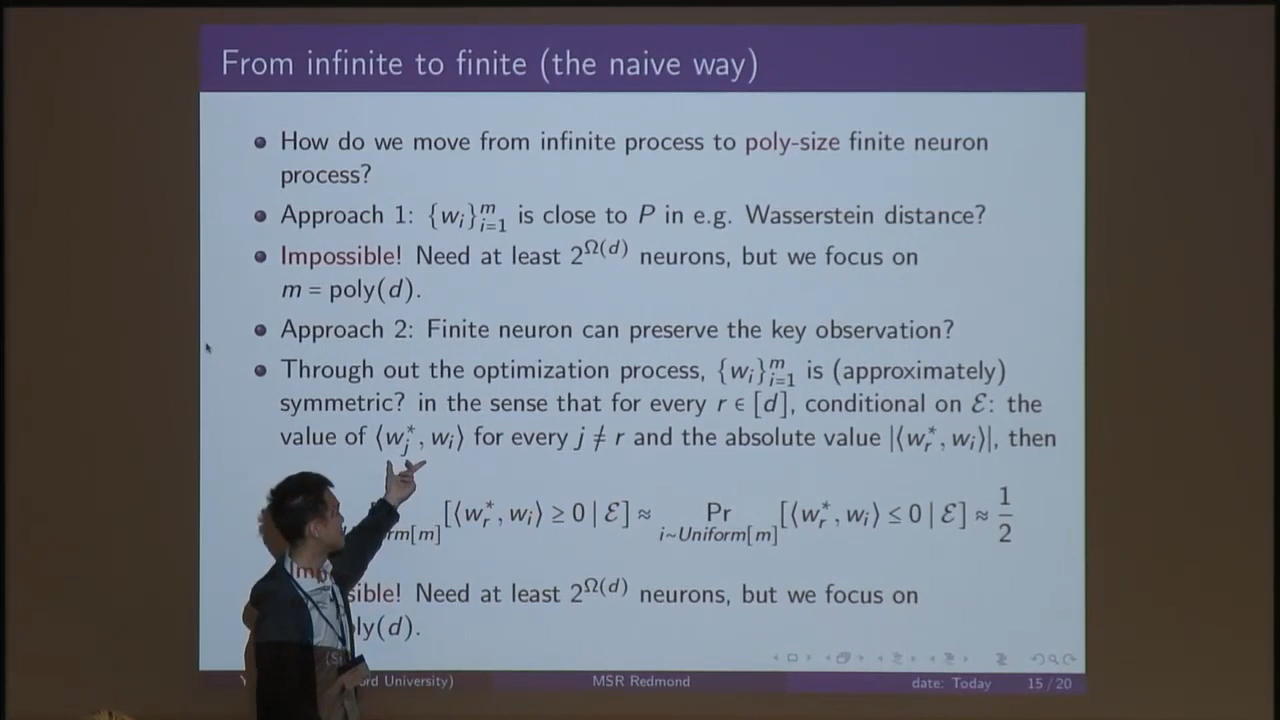 From infinite to finite (the naive way)
How do we move from infinite process to poly-size finite neuron
process?
Approach 1: {w_i}_{i=1}^m is close to P in e.g. Wasserstein distance?
Impossible! Need at least 2^{Ω(d)} neurons, but we focus on
m = poly(d).
Approach 2: Finite neuron can preserve the key observation?
Through out the optimization process, {w_i}_{i=1}^m is (approximately)
symmetric? in the sense that for every r ∈ [d], conditional on ℰ: the
value of ⟨w_j^*, w_i⟩ for every j ≠ r and the absolute value |⟨w_r^*, w_i⟩|, then
[⟨w_r^*, w_i⟩ ≥ 0 | ℰ] ≈ Pr_{i∼Uniform[m]} [⟨w_r^*, w_i⟩ ≤ 0 | ℰ] ≈ 1/2
Need at least 2^{Ω(d)} neurons, but we focus on
University) MSR Redmond date: Today 15 / 20